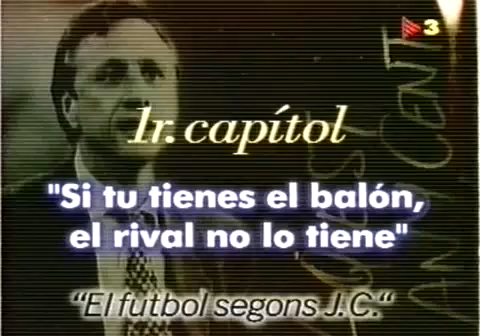 3
1r. capítol
"Si tu tienes el balón,
el rival no lo tiene"
"El futbol segons J.C."